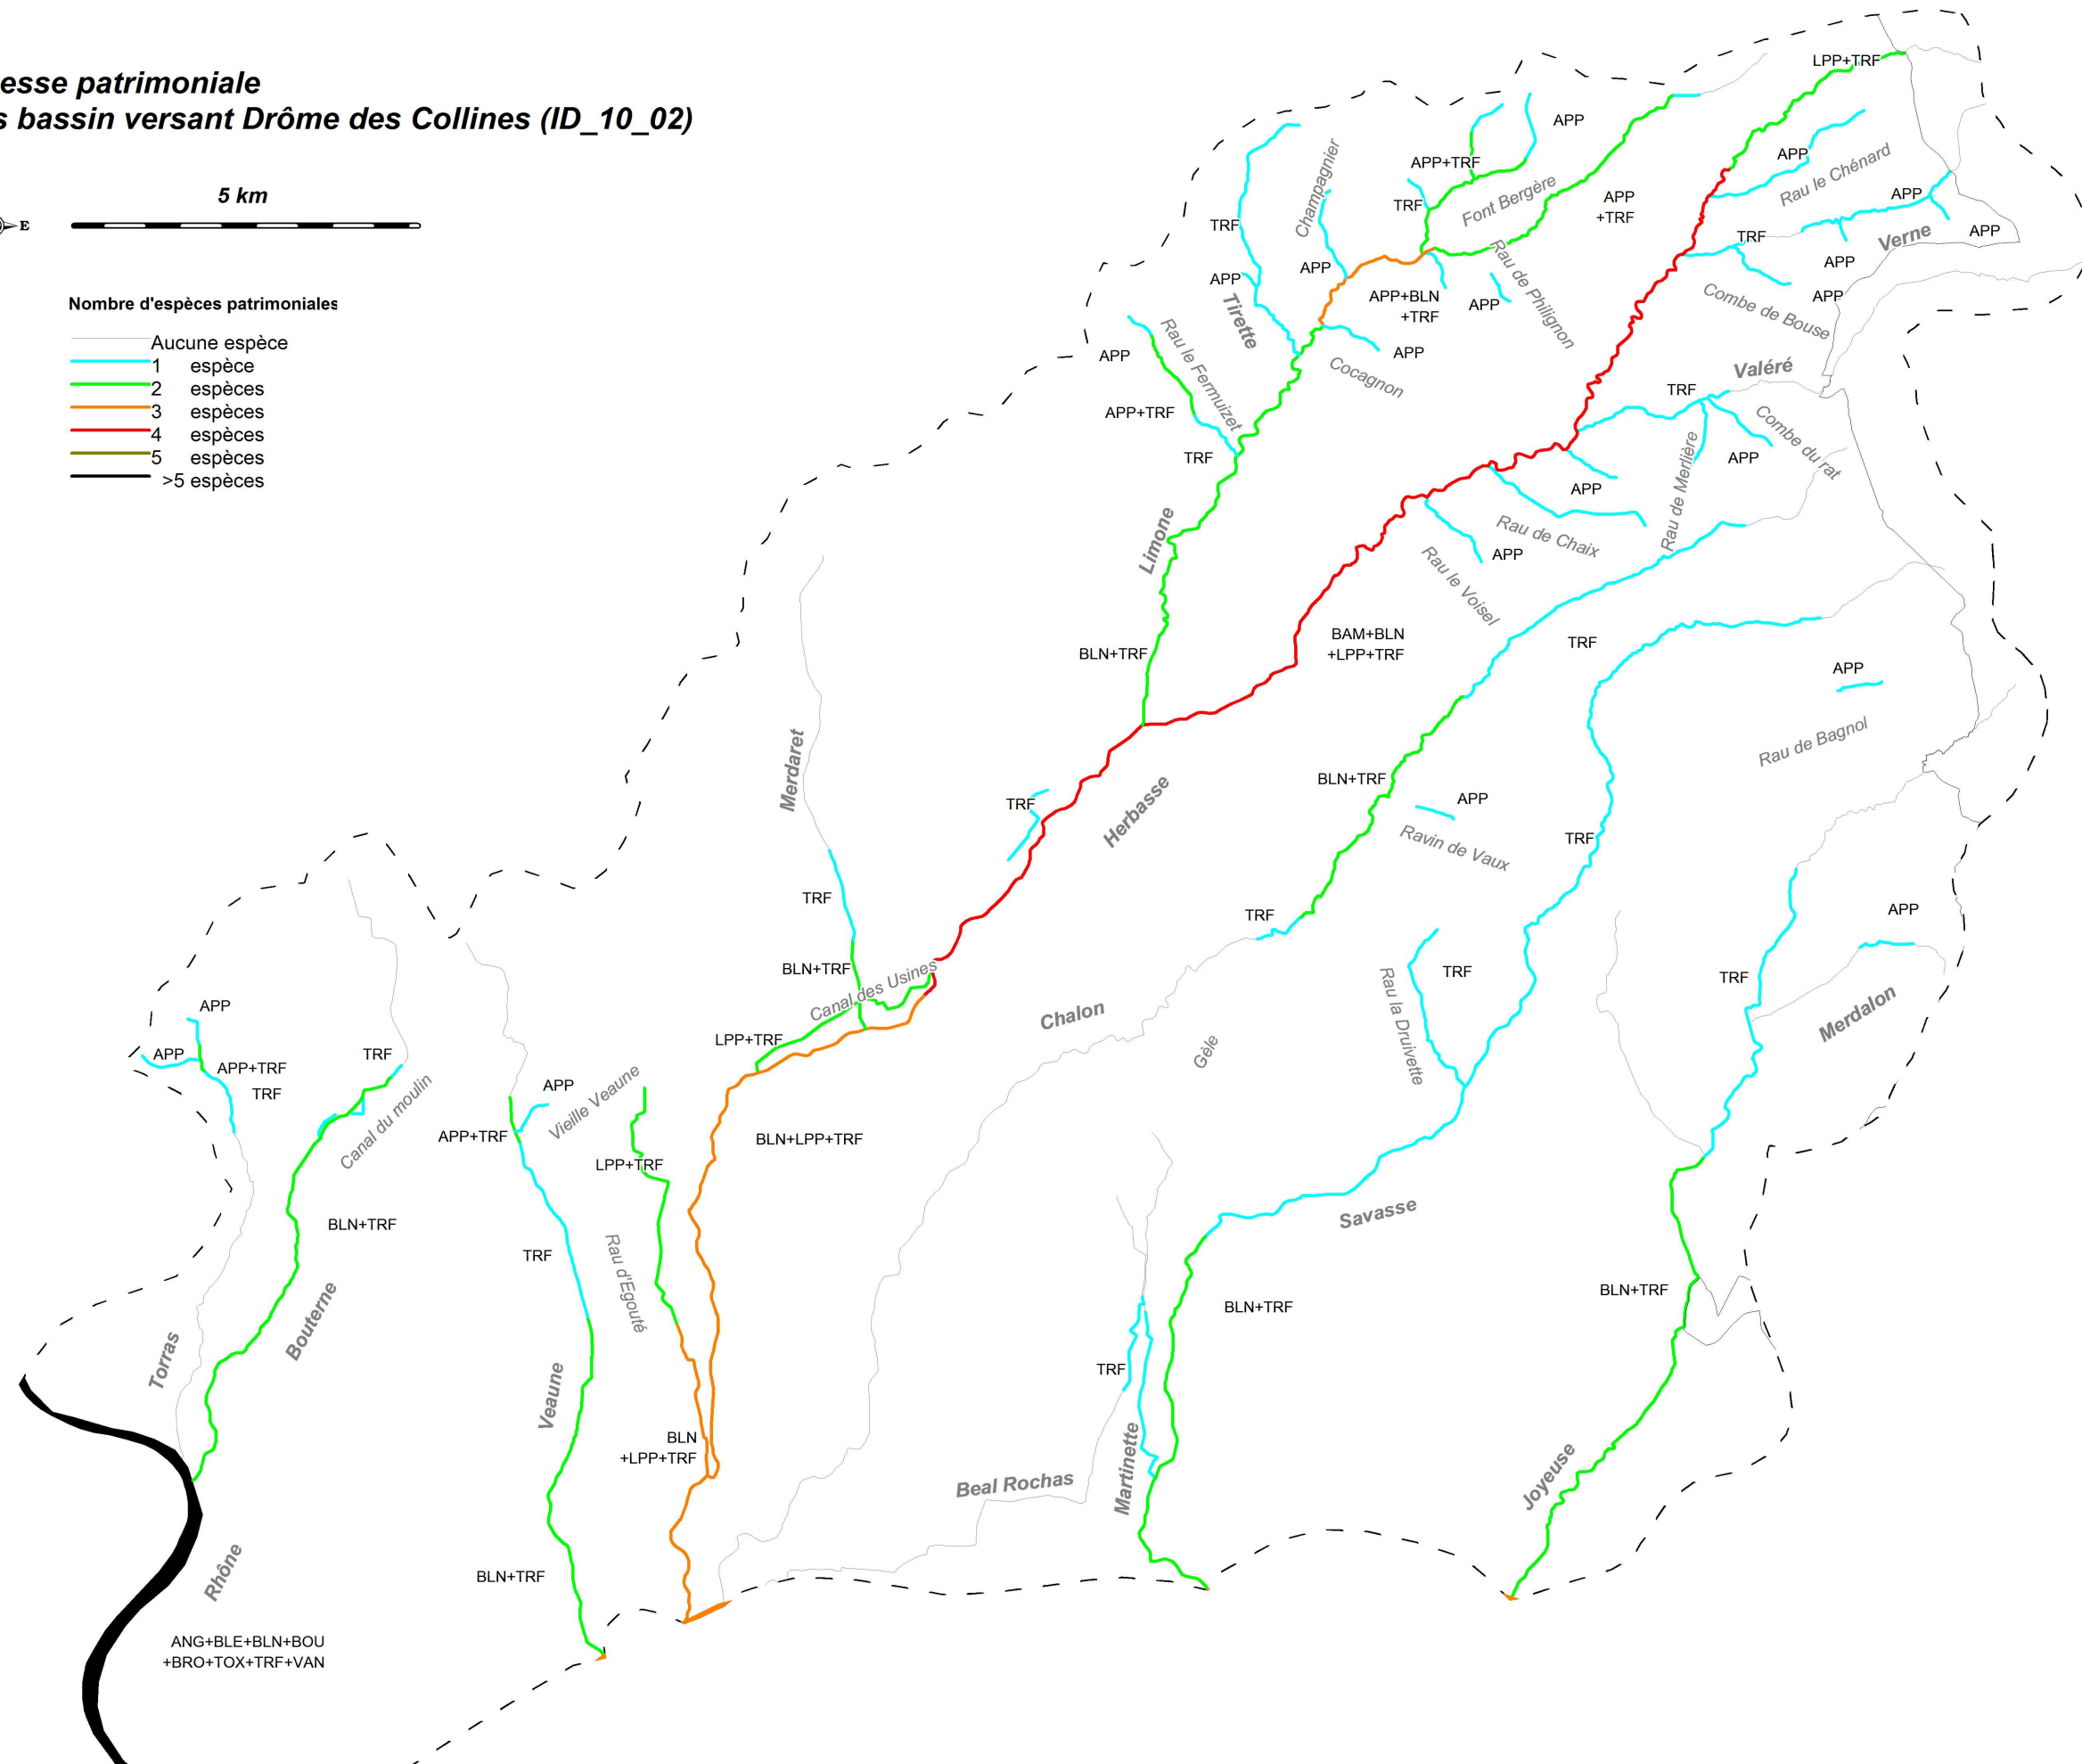 esse patrimoniale
s bassin versant Drôme des Collines (ID_10_02)
5 km
E
Nombre d'espèces patrimoniales
Aucune espèce
1 espèce
2 espèces
3 espèces
4 espèces
5 espèces
>5 espèces
LPP+TRF
APP
APP+TRF
APP
Rau le Chénard
Champagnier
TRF
Font Bergère
APP
+TRF
APP
TRF
TRF
Verne
APP
APP
APP
Rau de Philignon
APP
Tirette
APP+BLN
+TRF
APP
Combe de Bouse
APP
Rau le Fermuizet
APP
APP
Cocagnon
Valéré
TRF
APP+TRF
Combe du rat
TRF
Rau de Merlière
APP
APP
Limone
Rau de Chaix
APP
Rau le Voisel
BAM+BLN
+LPP+TRF
TRF
BLN+TRF
APP
Rau de Bagnol
Merdaret
BLN+TRF
TRF
Herbasse
APP
Ravin de Vaux
TRF
TRF
TRF
APP
BLN+TRF
Canal des Usines
TRF
Rau la Druivette
TRF
Merdalon
Chalon
APP
LPP+TRF
Gèle
APP
APP+TRF
TRF
TRF
Canal du moulin
APP
Vieille Veaune
APP+TRF
BLN+LPP+TRF
LPP+TRF
BLN+TRF
TRF
Rau d'Egouté
Savasse
BLN+TRF
BLN+TRF
Bouterne
Torras
Veaune
TRF
BLN
+LPP+TRF
Martinette
Beal Rochas
Joyeuse
Rhône
BLN+TRF
ANG+BLE+BLN+BOU
+BRO+TOX+TRF+VAN